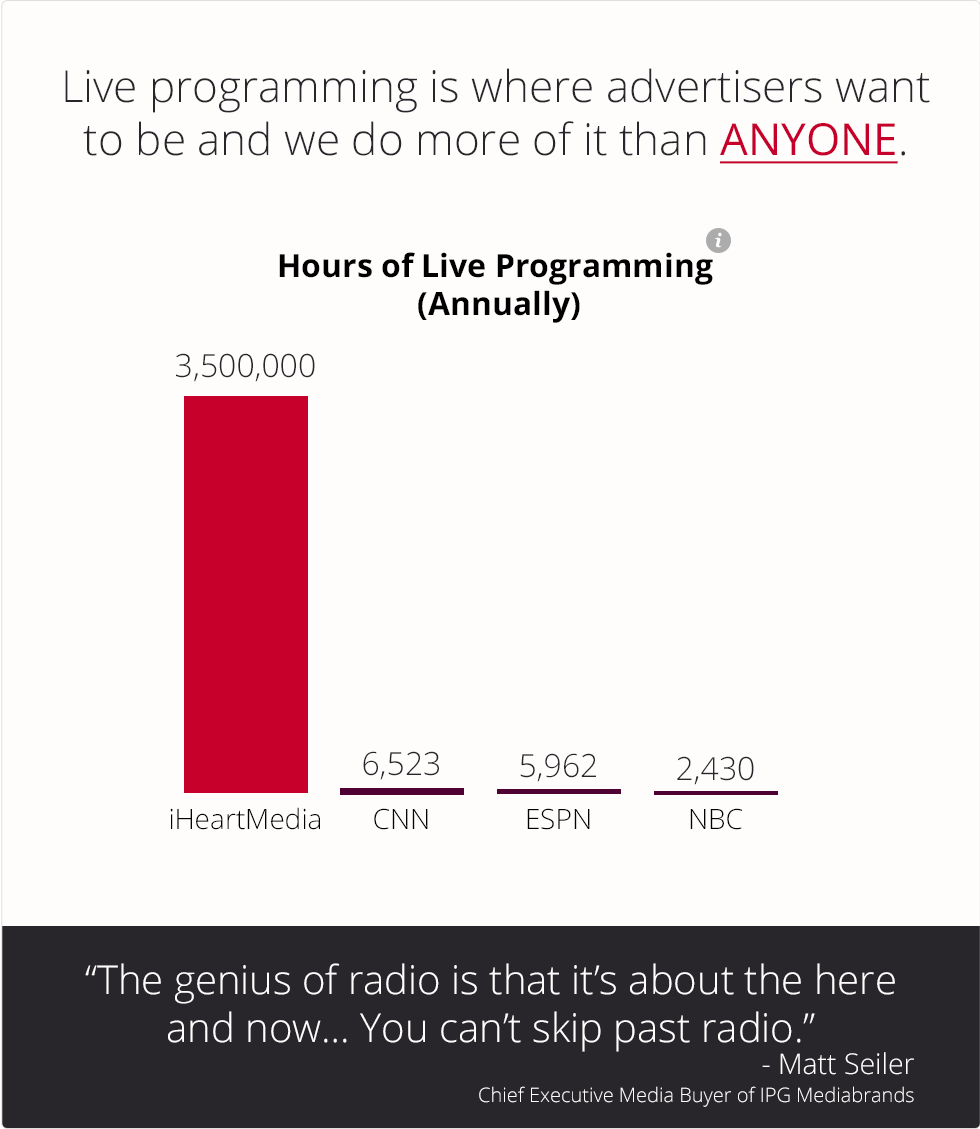 Live programming is where advertisers want
to be and we do more of it than ANYONE.
i
Hours of Live Programming
(Annually)
3,500,000
6,523
5,962
2,430
iHeartMedia
CNN
ESPN
NBC
“The genius of radio is that it’s about the here
and now... You can’t skip past radio.”
- Matt Seiler
Chief Executive Media Buyer of IPG Mediabrands